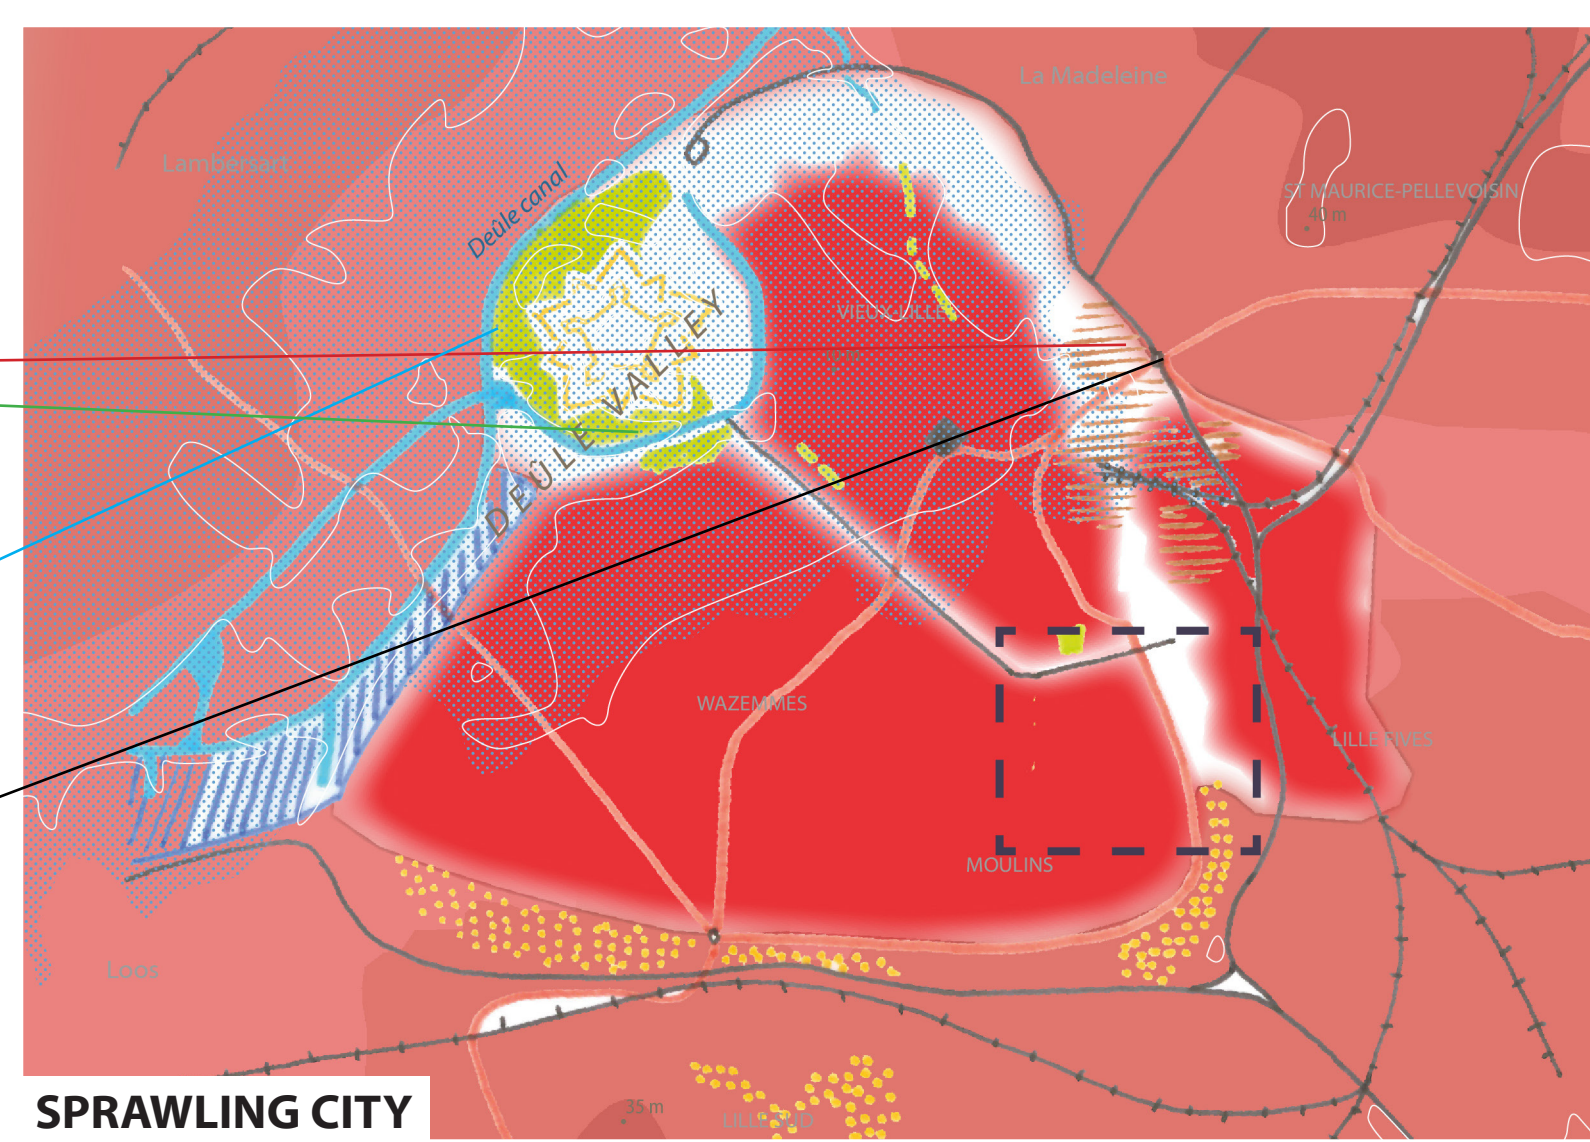 La Madeleine
Lambersart
ST MAURICE-PELLEVOISIN
40 m
Deûle canal
VIEUX-LILLE
DEÛLE VALLEY
WAZEMMES
LILLE FIVES
MOULINS
Loos
35 m
LILLE SUD
SPRAWLING CITY